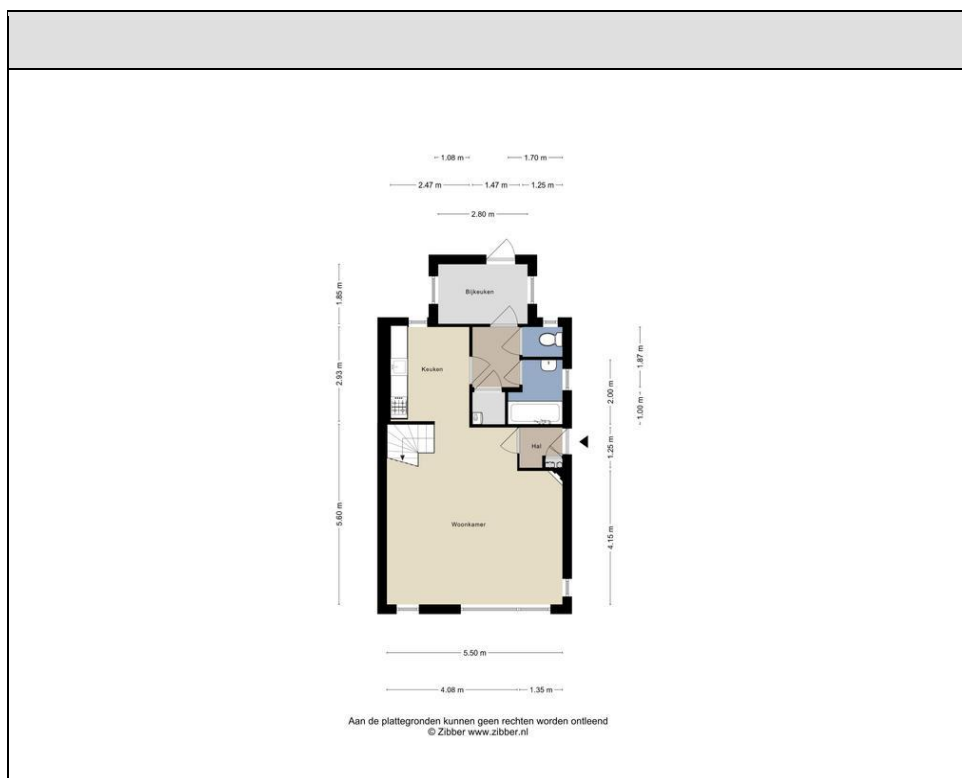 1.08 m
1.70 m
2.47 m
1.47 m
1.25 m
2.80 m
1.85 m
Bijkeuken
2.93 m
Keuken
1.87 m
2.00 m
1.00 m
Hal
1.25 m
5.60 m
Woonkamer
4.15 m
5.50 m
4.08 m
1.35 m
Aan de plattegronden kunnen geen rechten worden ontleend
© Zibber www.zibber.nl